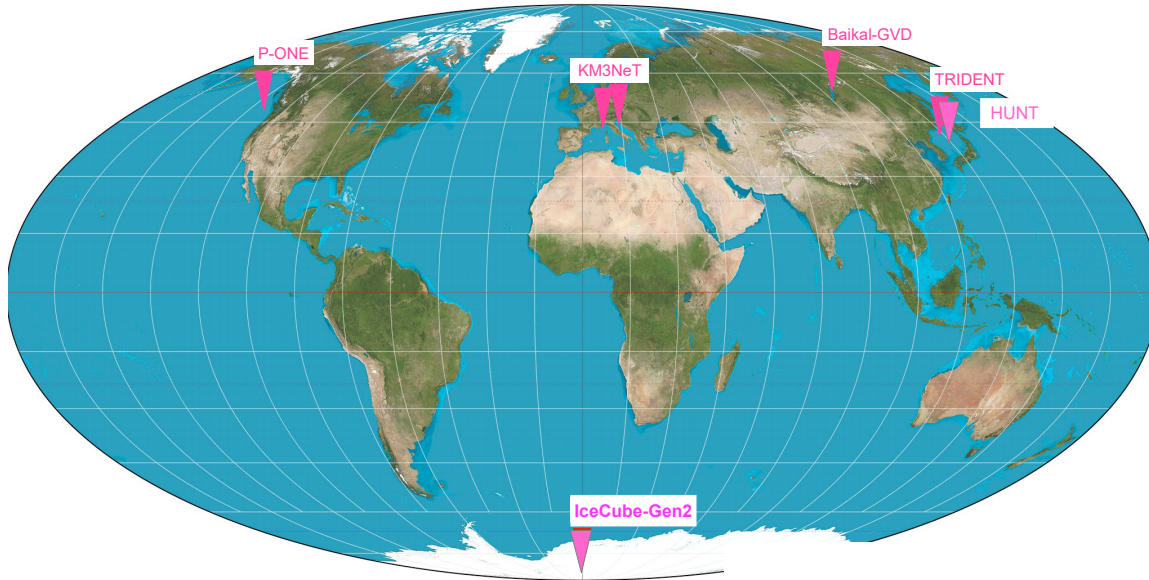 Baikal-GVD
P-ONE
KM3NeT
TRIDENT
HUNT
IceCube-Gen2